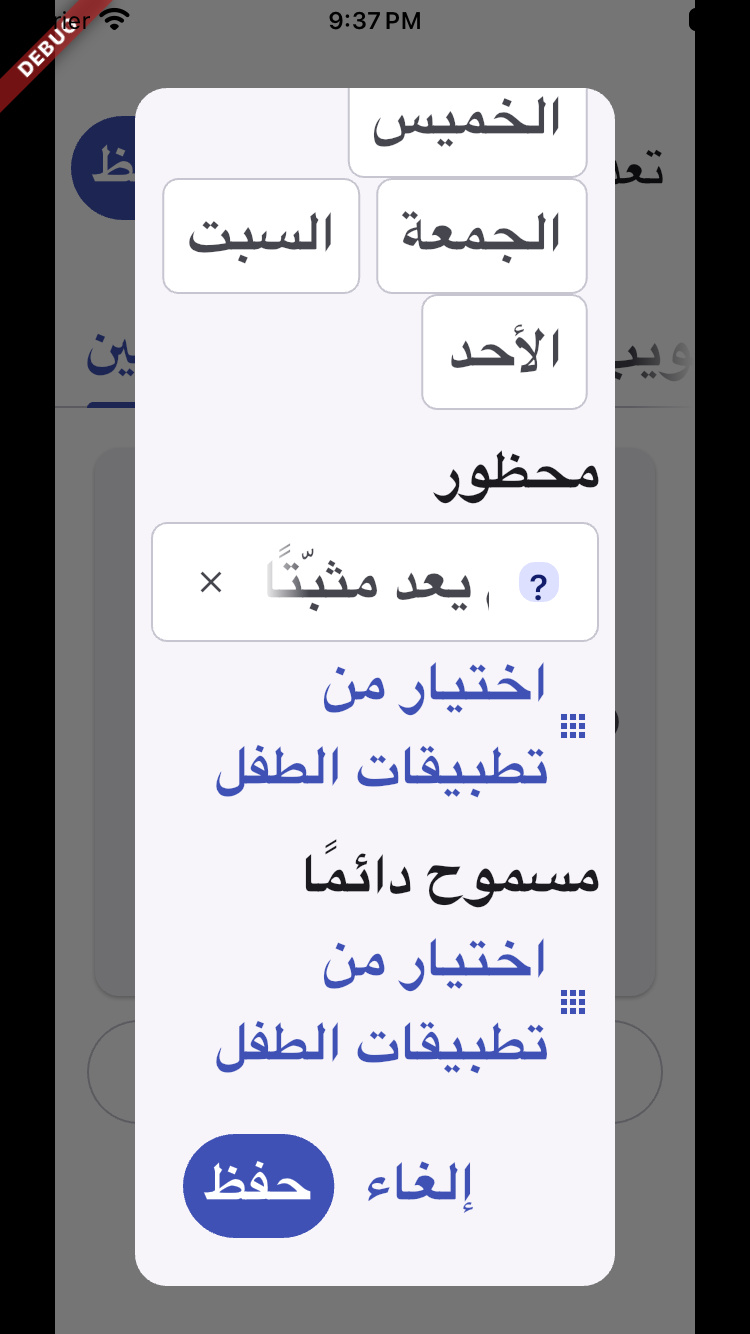 9:37 PM
DEBUG
الخميس
الجمعة
السبت
الأحد
محظور
?
يعد مثبّتًا
اختيار من
تطبيقات الطفل
مسموح دائمًا
اختيار من
تطبيقات الطفل
إلغاء
حفظ